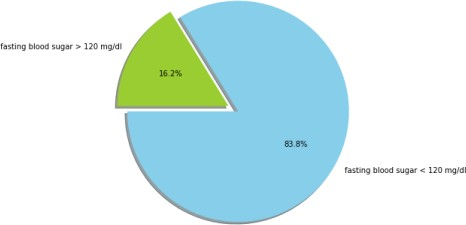 fasting blood sugar > 120 mg/dl
16.2%
83.8%
fasting blood sugar < 120 mg/dl